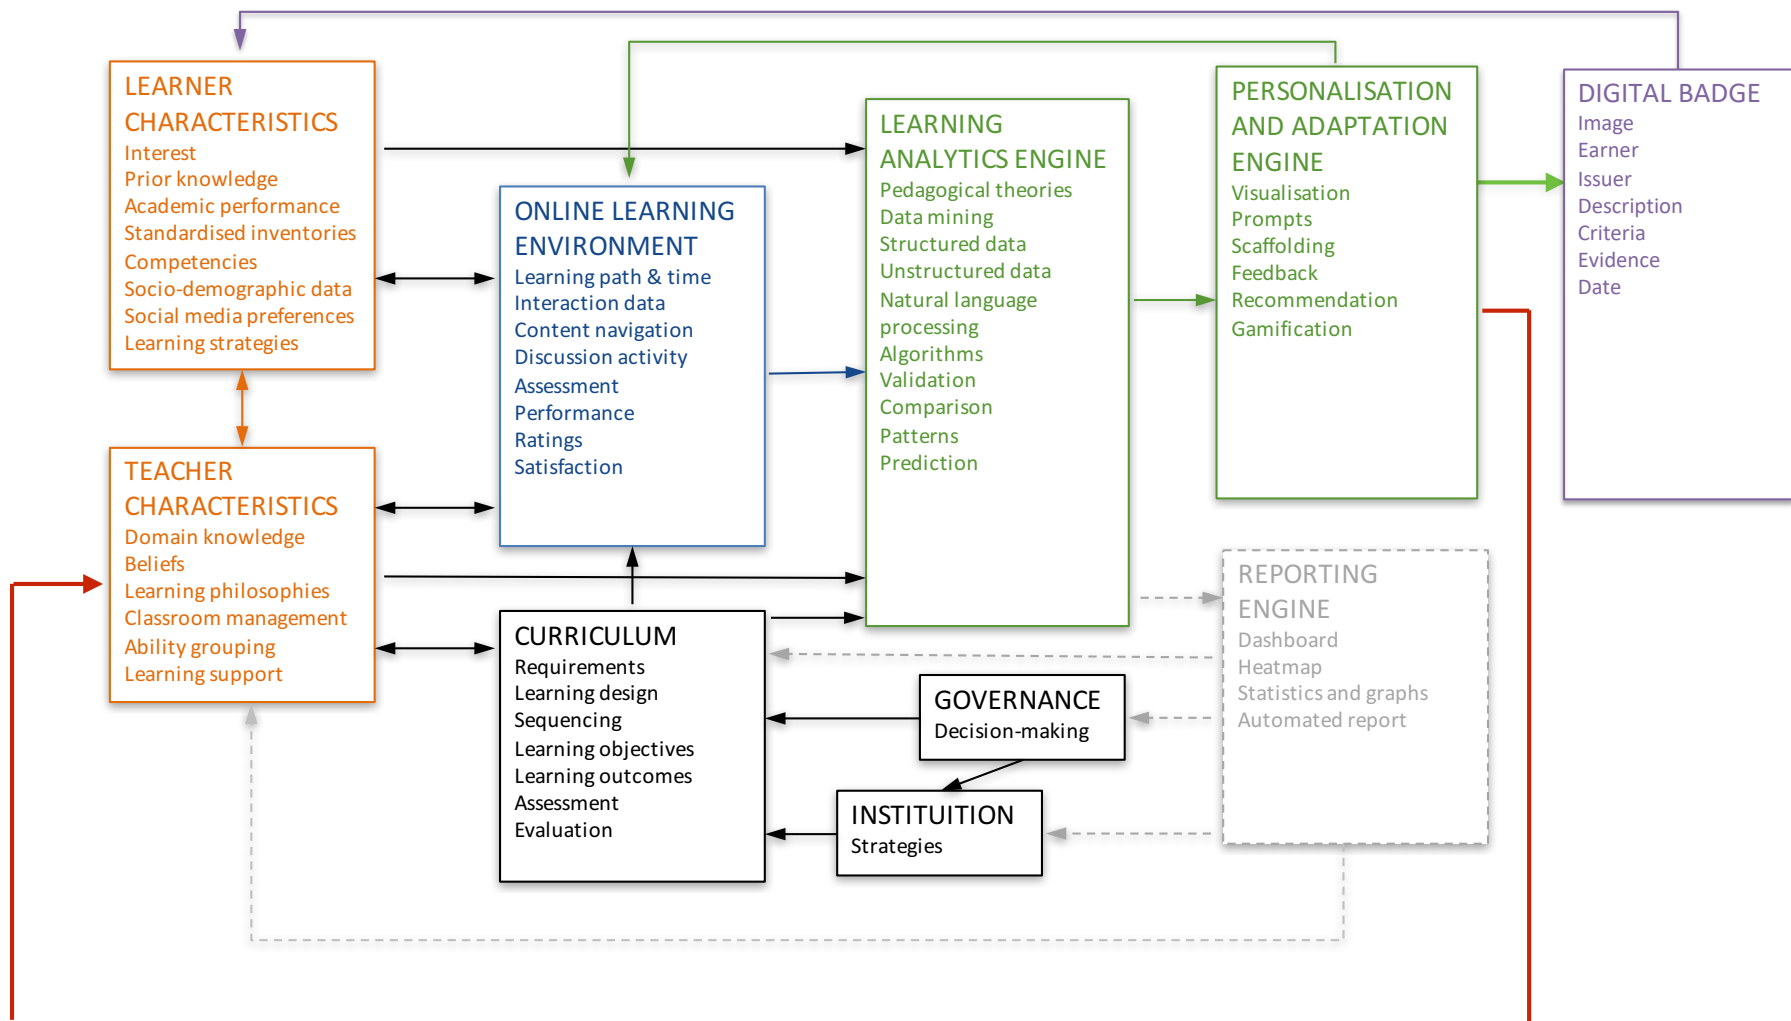 LEARNER
CHARACTERISTICS
Interest
Prior knowledge
Academic performance
Standardised inventories
Competencies
Socio-demographic data
Social media preferences
Learning strategies
TEACHER
CHARACTERISTICS
Domain knowledge
Beliefs
Learning philosophies
Classroom management
Ability grouping
Learning support
ONLINE LEARNING
ENVIRONMENT
Learning path & time
Interaction data
Content navigation
Discussion activity
Assessment
Performance
Ratings
Satisfaction
CURRICULUM
Requirements
Learning design
Sequencing
Learning objectives
Learning outcomes
Assessment
Evaluation
LEARNING
ANALYTICS ENGINE
Pedagogical theories
Data mining
Structured data
Unstructured data
Natural language
processing
Algorithms
Validation
Comparison
Patterns
Prediction
GOVERNANCE
Decision-making
INSTITUITION
Strategies
PERSONALISATION
AND ADAPTATION
ENGINE
Visualisation
Prompts
Scaffolding
Feedback
Recommendation
Gamification
REPORTING
ENGINE
Dashboard
Heatmap
Statistics and graphs
Automated report
DIGITAL BADGE
Image
Earner
Issuer
Description
Criteria
Evidence
Date